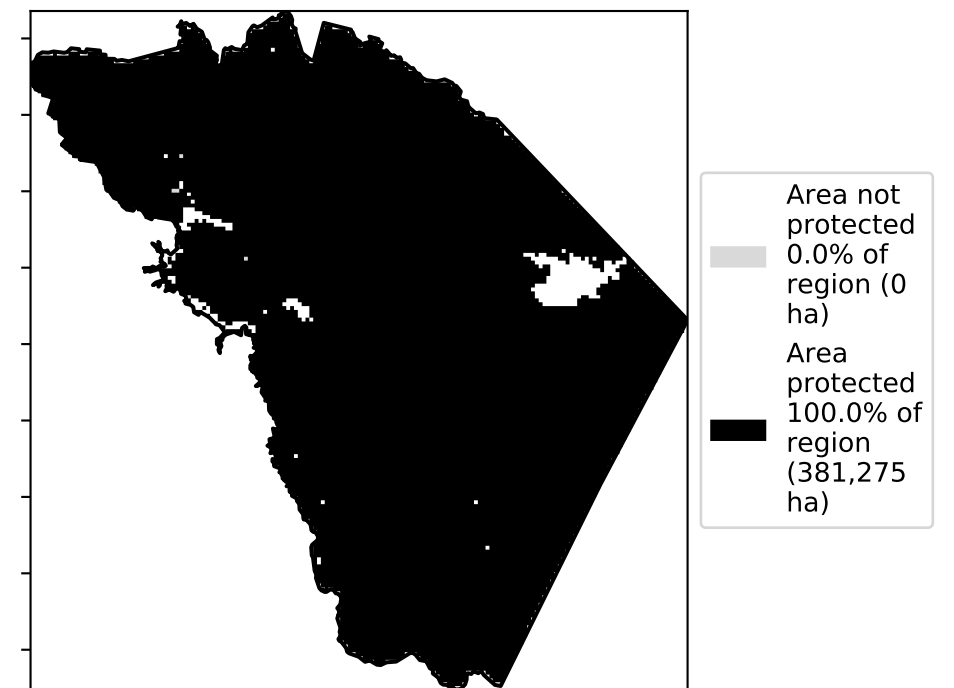 Area not
protected
0.0% of
region (0
ha)
Area
protected
100.0% of
region
(381,275
ha)